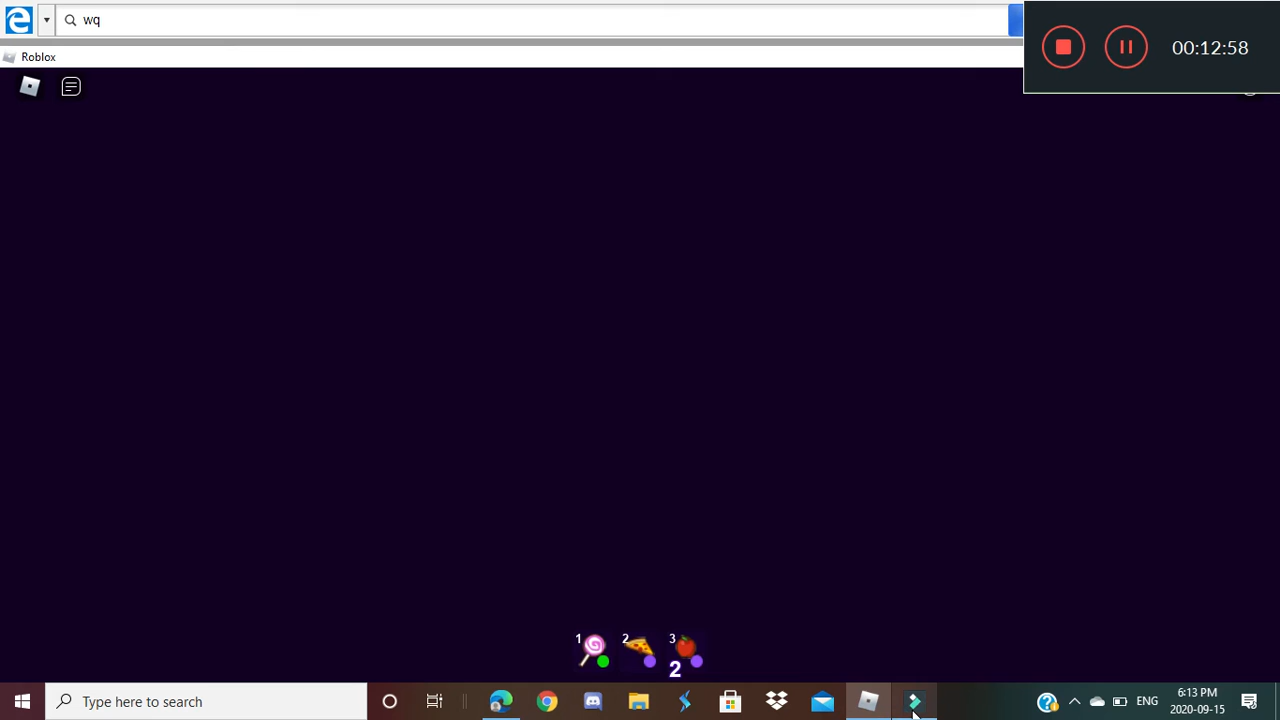 wq
00:12:58
Roblox
1
2
3
2
Type here to search
ENG
6:13 PM
2020-09-15